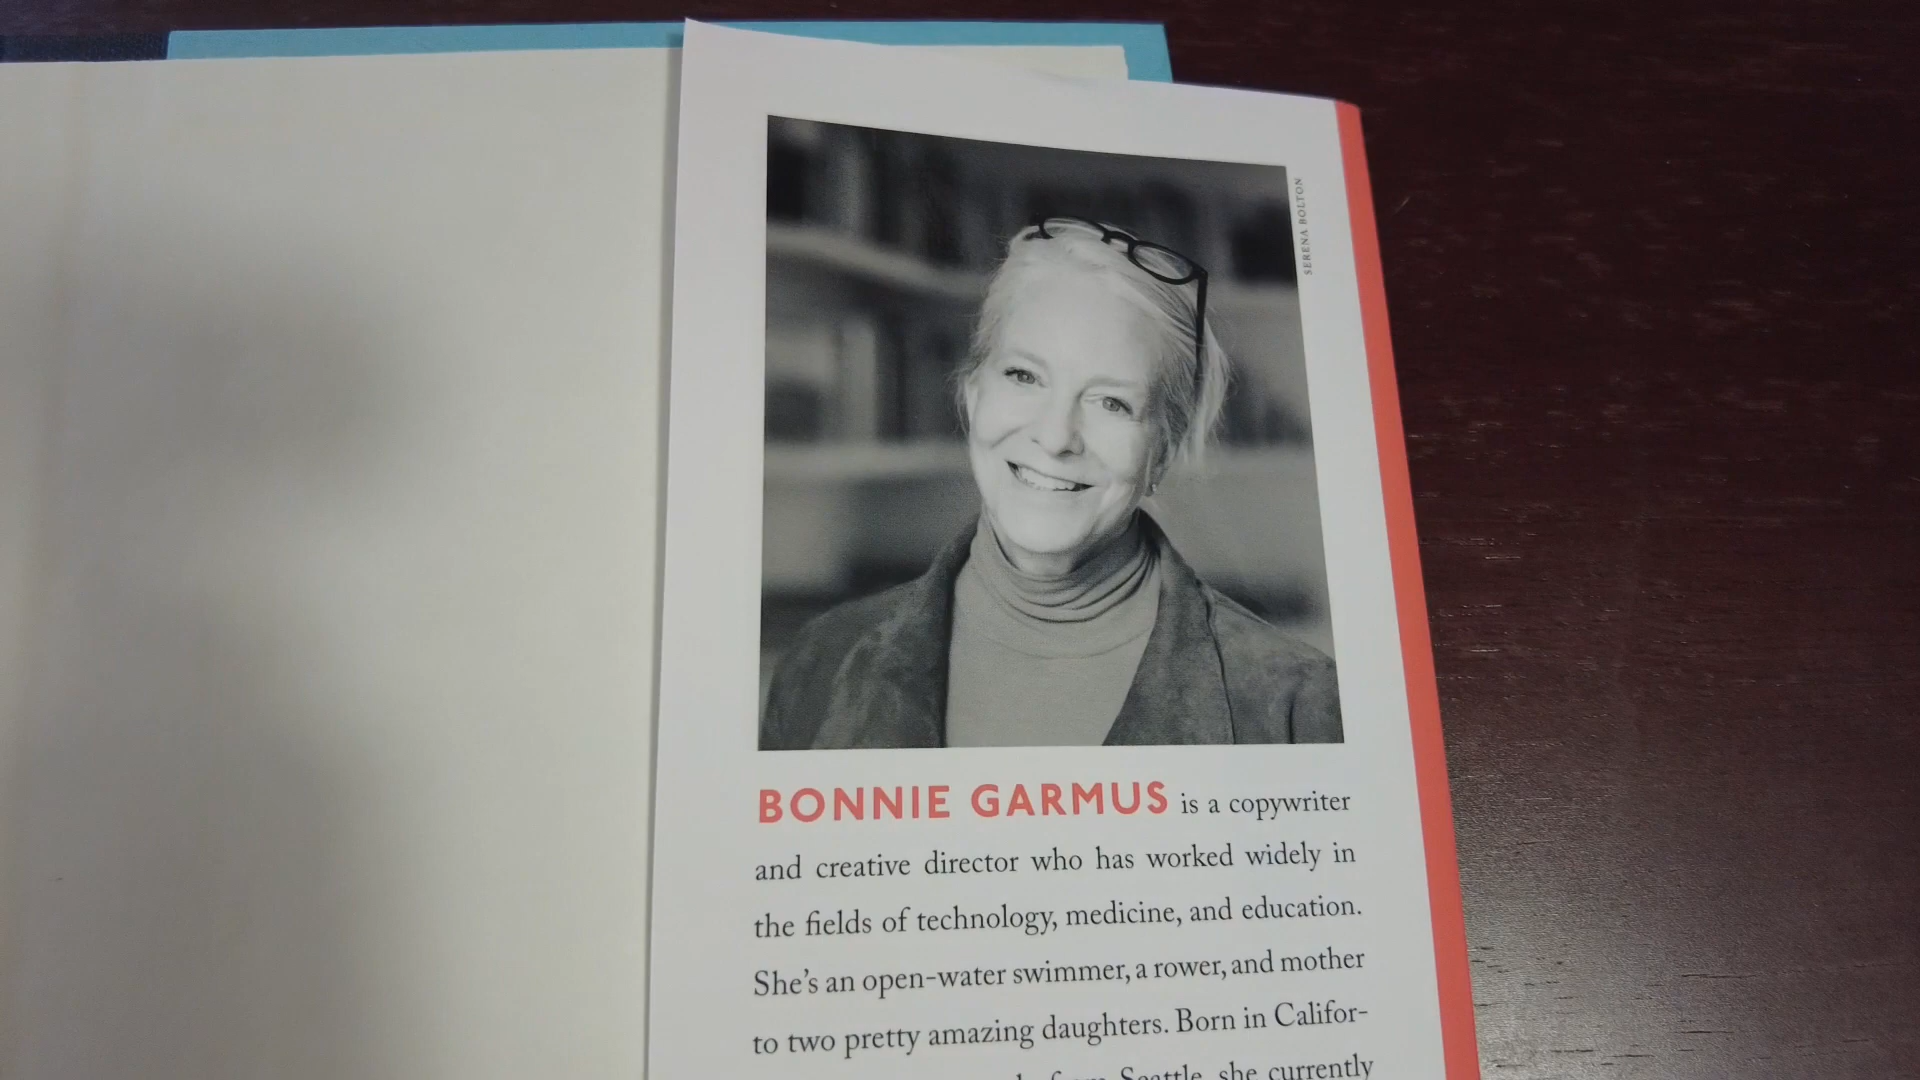 SERENA BOLTON
BONNIE GARMUS is a copywriter
and creative director who has worked widely in
the fields of technology, medicine, and education.
She's an open-water swimmer, a rower, and mother
to two pretty amazing daughters. Born in Califor-
from Seattle, she currently